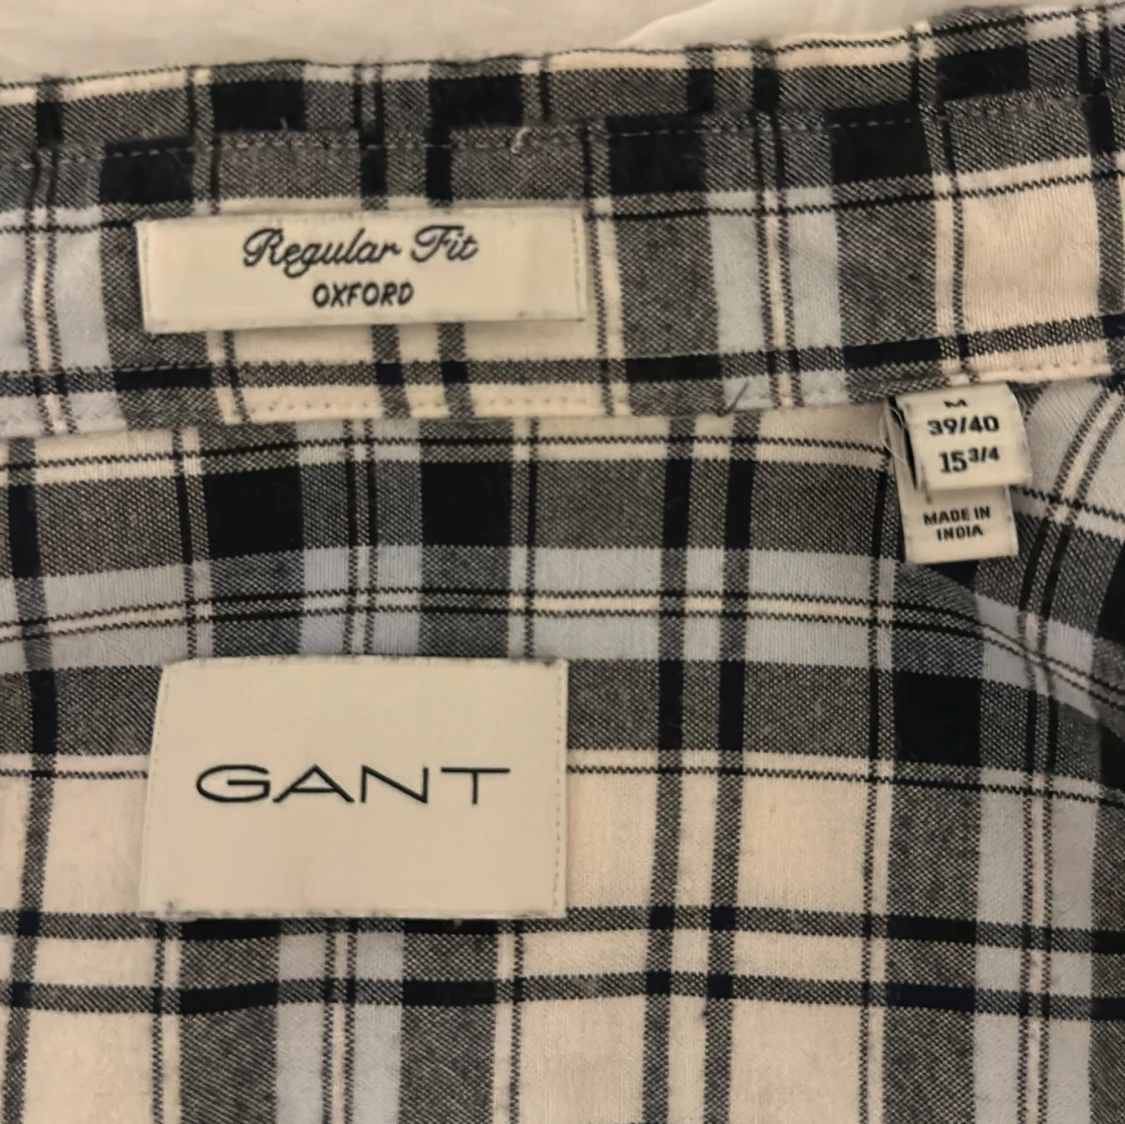 Regular Fit
OXFORD
M
39/40
15 3/4
MADE IN
INDIA
GANT